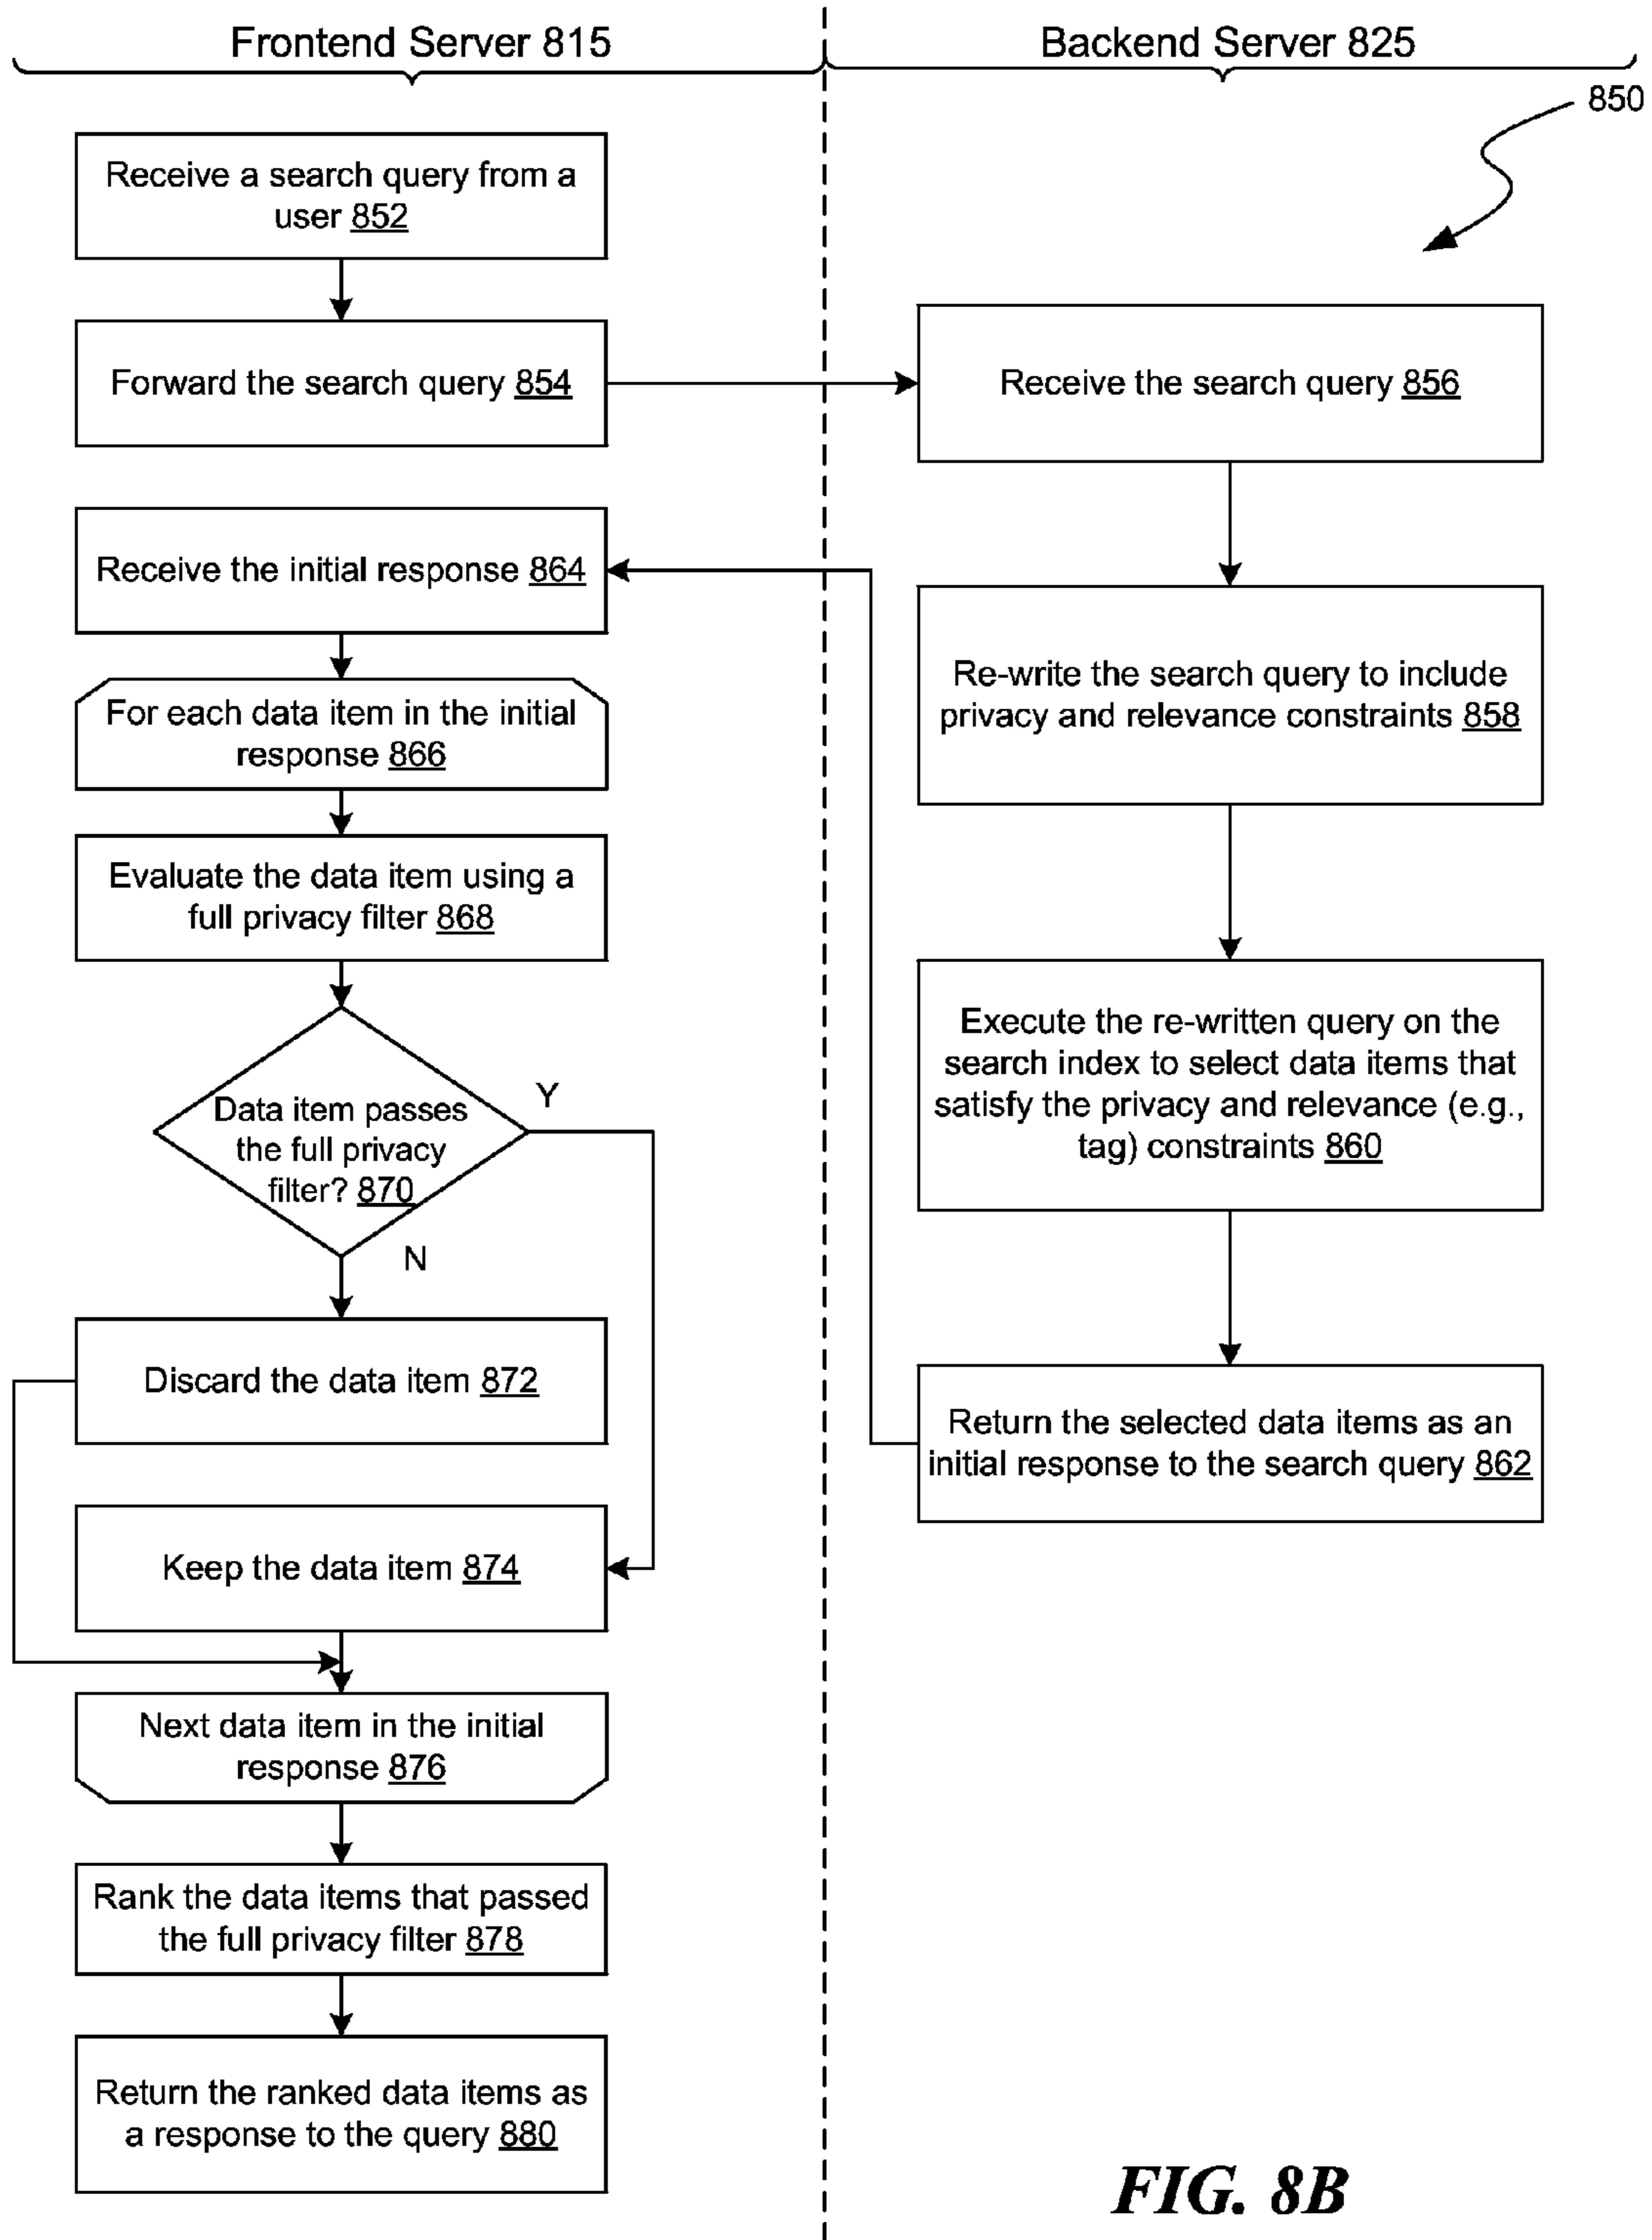 Frontend Server 815
Backend Server 825
850
Receive a search query from a
user 852
Forward the search query 854
Receive the search query 856
Receive the initial response 864
Re-write the search query to include
privacy and relevance constraints 858
For each data item in the initial
response 866
Evaluate the data item using a
full privacy filter 868
Execute the re-written query on the
search index to select data items that
satisfy the privacy and relevance (e.g.,
tag) constraints 860
Data item passes
the full privacy
filter? 870
Y
N
Discard the data item 872
Return the selected data items as an
initial response to the search query 862
Keep the data item 874
Next data item in the initial
response 876
Rank the data items that passed
the full privacy filter 878
Return the ranked data items as
a response to the query 880
FIG. 8B